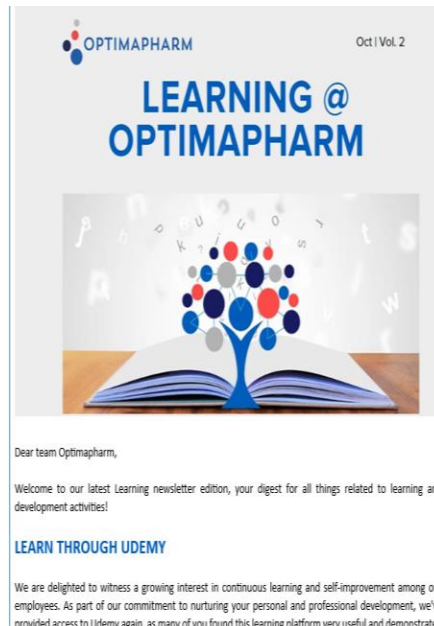 OPTIMAPHARM
Oct | Vol. 2
LEARNING @
OPTIMAPHARM
Dear team Optimapharm,
Welcome to our latest Learning newsletter edition, your digest for all things related to learning an
development activities!
LEARN THROUGH UDEMY
We are delighted to witness a growing interest in continuous learning and self-improvement among o
employees. As part of our commitment to nurturing your personal and professional development, we'v
provided access to Udemy again, as many of you found this learning platform very useful and demonstrate